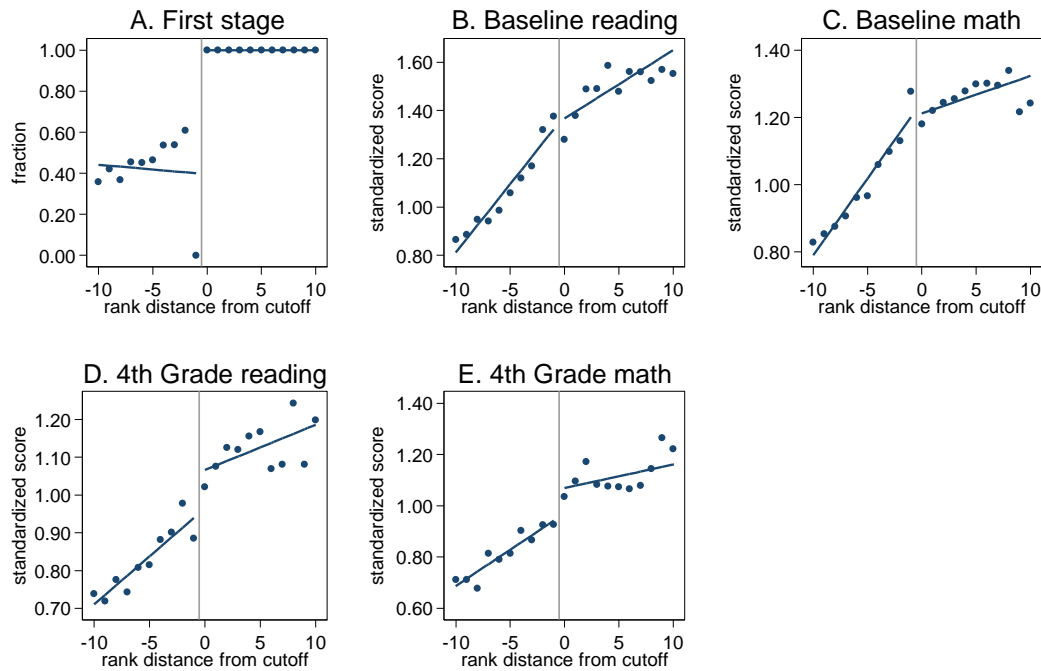 A. First stage
fraction
1.00
0.80
0.60
0.40
0.20
0.00
-10 -5 0 5 10
rank distance from cutoff
B. Baseline reading
standardized score
1.60
1.40
1.20
1.00
0.80
-10 -5 0 5 10
rank distance from cutoff
C. Baseline math
standardized score
1.40
1.20
1.00
0.80
-10 -5 0 5 10
rank distance from cutoff
D. 4th Grade reading
standardized score
1.20
1.10
1.00
0.90
0.80
0.70
-10 -5 0 5 10
rank distance from cutoff
E. 4th Grade math
standardized score
1.40
1.20
1.00
0.80
0.60
-10 -5 0 5 10
rank distance from cutoff